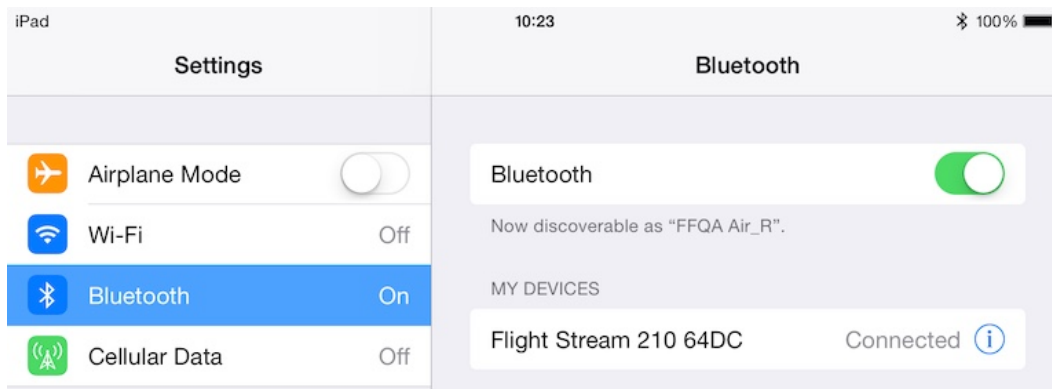 iPad
10:23
100%
Settings
Bluetooth
Airplane Mode
Wi-Fi Off
Bluetooth On
Cellular Data Off
Bluetooth
Now discoverable as “FFQA Air_R”.
MY DEVICES
Flight Stream 210 64DC Connected